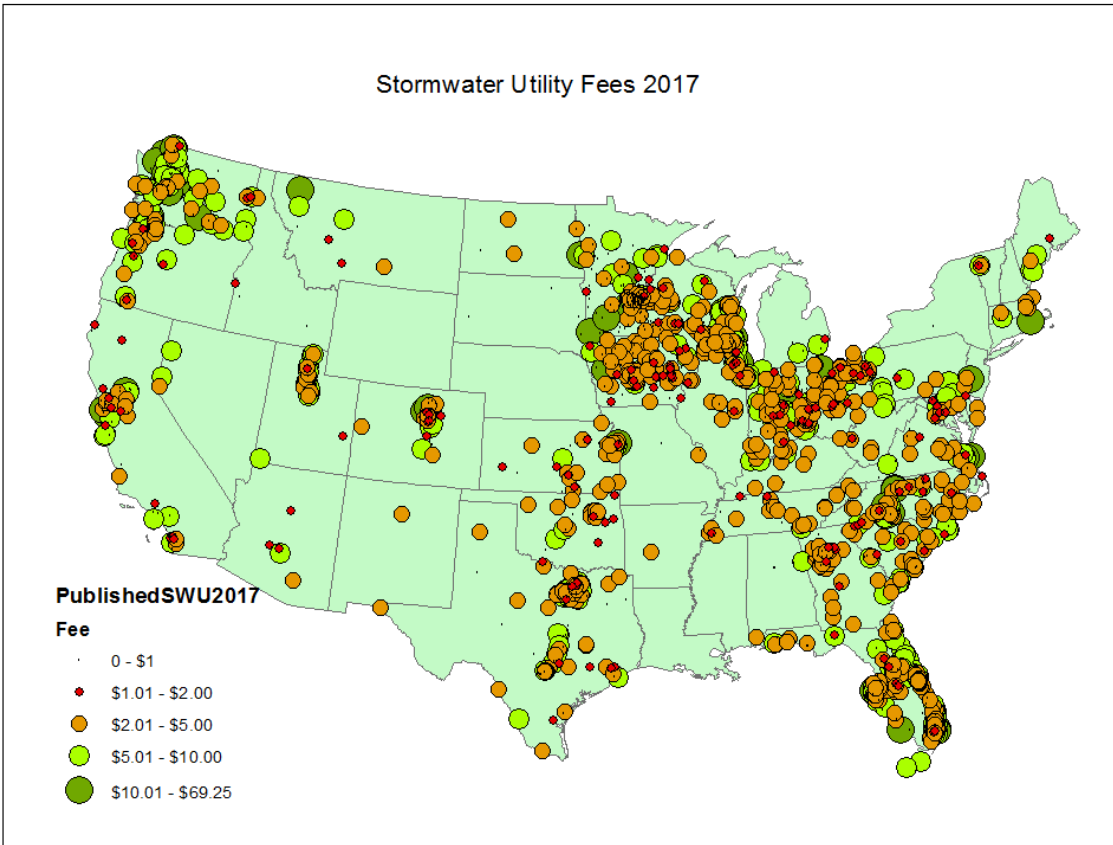 Stormwater Utility Fees 2017
PublishedSWU2017
Fee
0 - $1
$1.01 - $2.00
$2.01 - $5.00
$5.01 - $10.00
$10.01 - $69.25